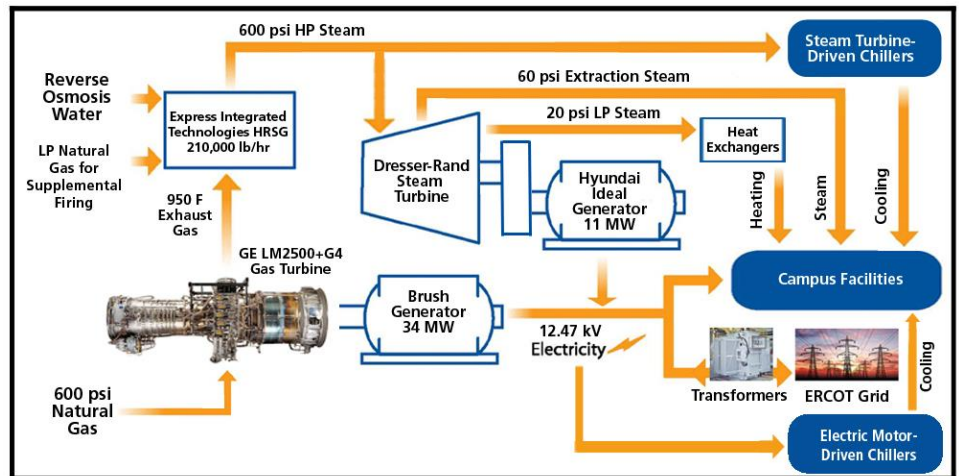 600 psi HP Steam
Steam Turbine-
Driven Chillers
60 psi Extraction Steam
Reverse
Osmosis
Water
Express Integrated
Technologies HRSG
210,000 lb/hr
20 psi LP Steam
Heat
Exchangers
LP Natural
Gas for
Supplemental
Firing
Dresser-Rand
Steam
Turbine
Hyundai
Ideal
Generator
11 MW
950 F
Exhaust
Gas
Heating
Steam
Cooling
GE LM2500+G4
Gas Turbine
Campus Facilities
Brush
Generator
34 MW
12.47 kV
Electricity
Transformers
ERCOT Grid
Cooling
600 psi
Natural
Gas
Electric Motor-
Driven Chillers